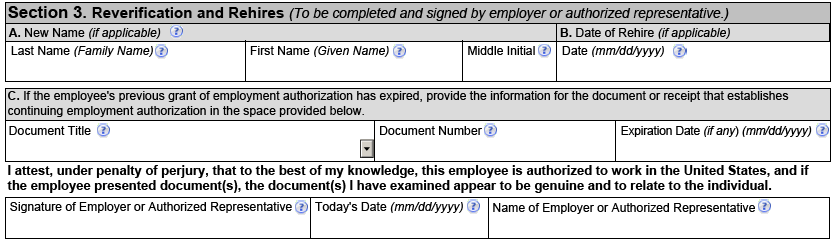 Section 3. Reverification and Rehires (To be completed and signed by employer or authorized representative.)
A. New Name (if applicable) ? B. Date of Rehire (if applicable)
Last Name (Family Name) ? First Name (Given Name) ? Middle Initial ? Date (mm/dd/yyyy) ?
C. If the employee's previous grant of employment authorization has expired, provide the information for the document or receipt that establishes
continuing employment authorization in the space provided below.
Document Title ? Document Number ? Expiration Date (if any) (mm/dd/yyyy) ?
I attest, under penalty of perjury, that to the best of my knowledge, this employee is authorized to work in the United States, and if
the employee presented document(s), the document(s) I have examined appear to be genuine and to relate to the individual.
Signature of Employer or Authorized Representative ? Today's Date (mm/dd/yyyy) ? Name of Employer or Authorized Representative ?